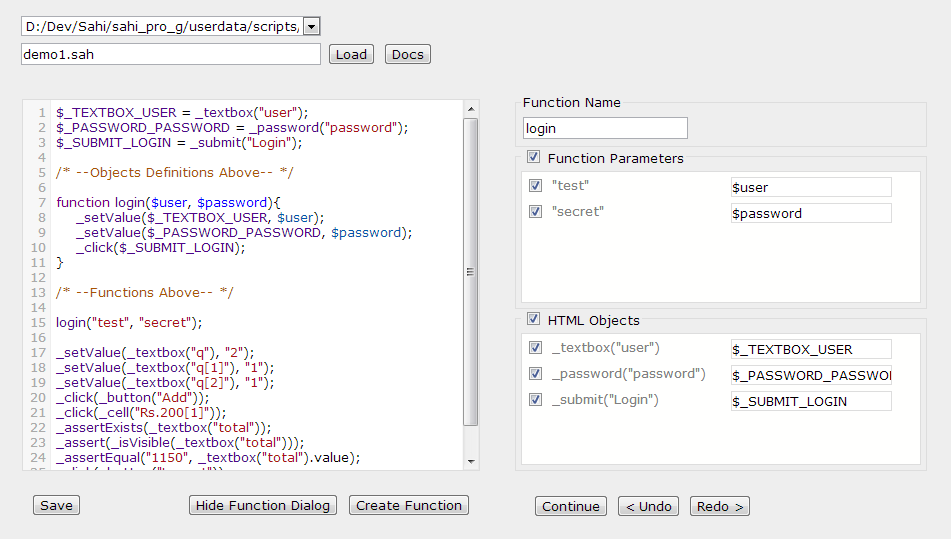 D:/Dev/Sahi/sahi_pro_g/userdata/scripts,
demo1.sah
Load
Docs
1 $_TEXTBOX_USER = _textbox("user");
2 $_PASSWORD_PASSWORD = _password("password");
3 $_SUBMIT_LOGIN = _submit("Login");
4
5 /* --Objects Definitions Above-- */
6
7 function login($user, $password){
8 _setValue($_TEXTBOX_USER, $user);
9 _setValue($_PASSWORD_PASSWORD, $password);
10 _click($_SUBMIT_LOGIN);
11 }
12
13 /* --Functions Above-- */
14
15 login("test", "secret");
16
17 _setValue(_textbox("q"), "2");
18 _setValue(_textbox("q[1]"), "1");
19 _setValue(_textbox("q[2]"), "1");
20 _click(_button("Add"));
21 _click(_cell("Rs.200[1]"));
22 _assertExists(_textbox("total"));
23 _assert(_isVisible(_textbox("total")));
24 _assertEqual("1150", _textbox("total").value);
Function Name
login
Function Parameters
"test" $user
"secret" $password
HTML Objects
_textbox("user") $_TEXTBOX_USER
_password("password") $_PASSWORD_PASSWO
_submit("Login") $_SUBMIT_LOGIN
Save
Hide Function Dialog
Create Function
Continue
< Undo
Redo >